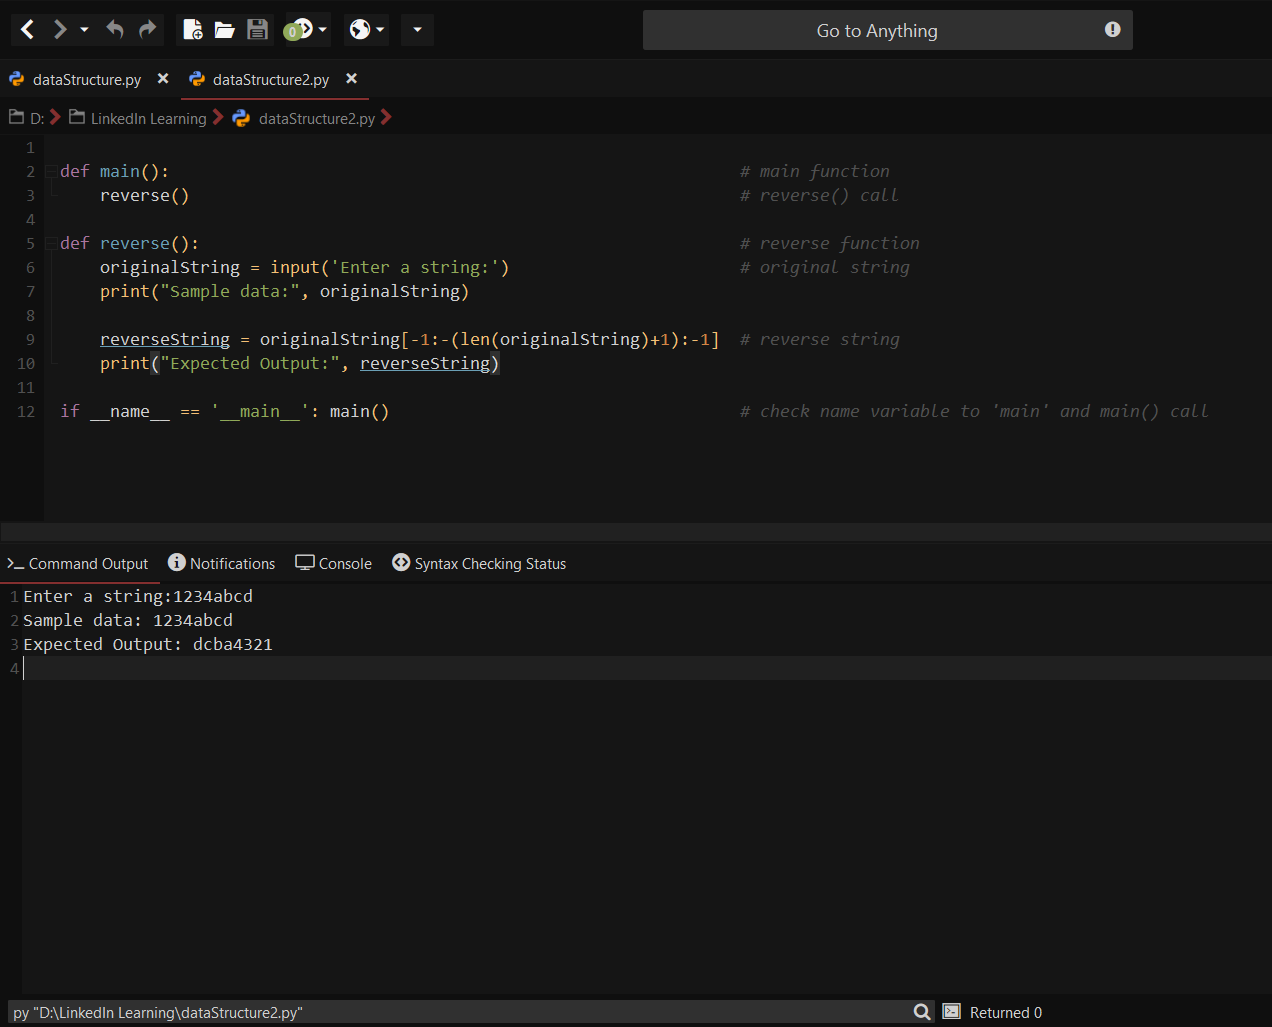 0
Go to Anything
dataStructure.py dataStructure2.py
D: LinkedIn Learning dataStructure2.py
1
2 def main(): # main function
3     reverse() # reverse() call
4
5 def reverse(): # reverse function
6     originalString = input('Enter a string:') # original string
7     print("Sample data:", originalString)
8
9     reverseString = originalString[-1:-(len(originalString)+1):-1] # reverse string
10     print("Expected Output:", reverseString)
11
12 if __name__ == '__main__': main() # check name variable to 'main' and main() call
Command Output Notifications Console Syntax Checking Status
1 Enter a string:1234abcd
2 Sample data: 1234abcd
3 Expected Output: dcba4321
4
py "D:\LinkedIn Learning\dataStructure2.py" Returned 0